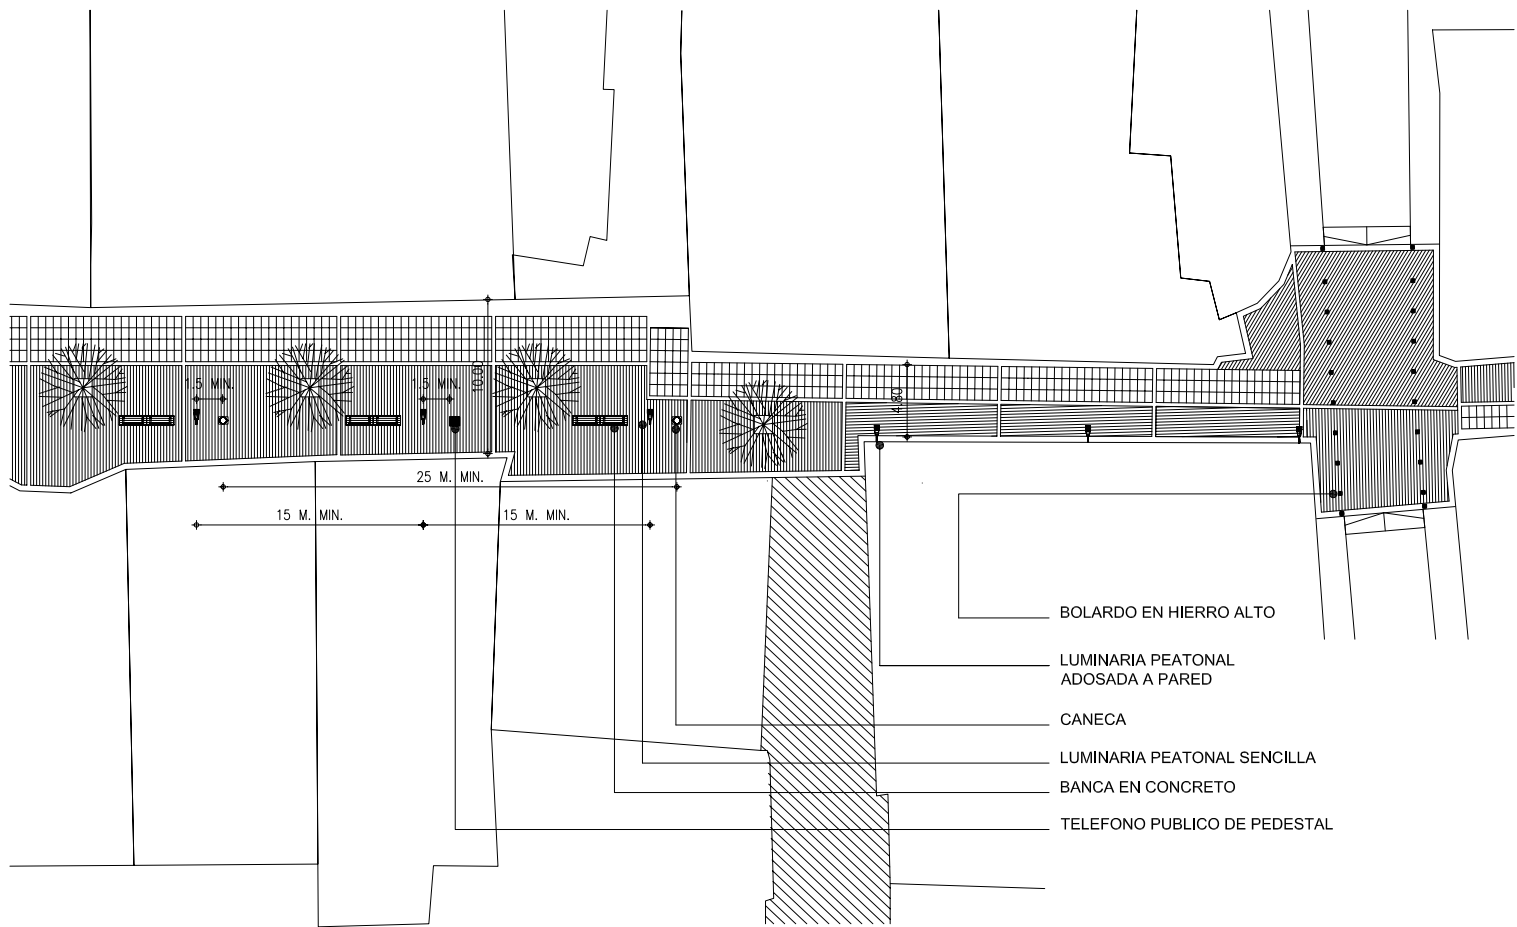 1.5 MIN.
1.5 MIN.
10.00
4.80
25 M. MIN.
15 M. MIN.
15 M. MIN.
BOLARDO EN HIERRO ALTO
LUMINARIA PEATONAL
ADOSADA A PARED
CANECA
LUMINARIA PEATONAL SENCILLA
BANCA EN CONCRETO
TELEFONO PUBLICO DE PEDESTAL